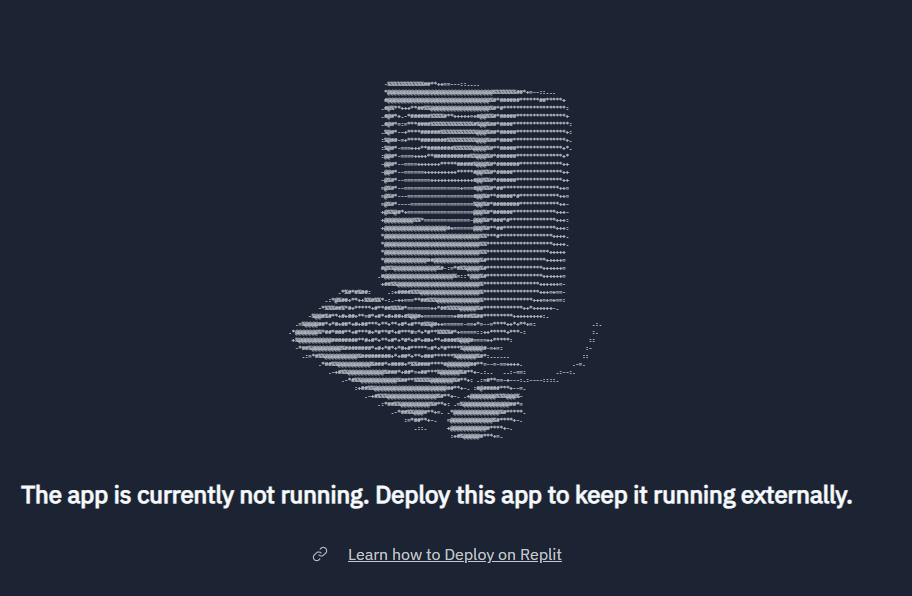 The app is currently not running. Deploy this app to keep it running externally.
Learn how to Deploy on Replit